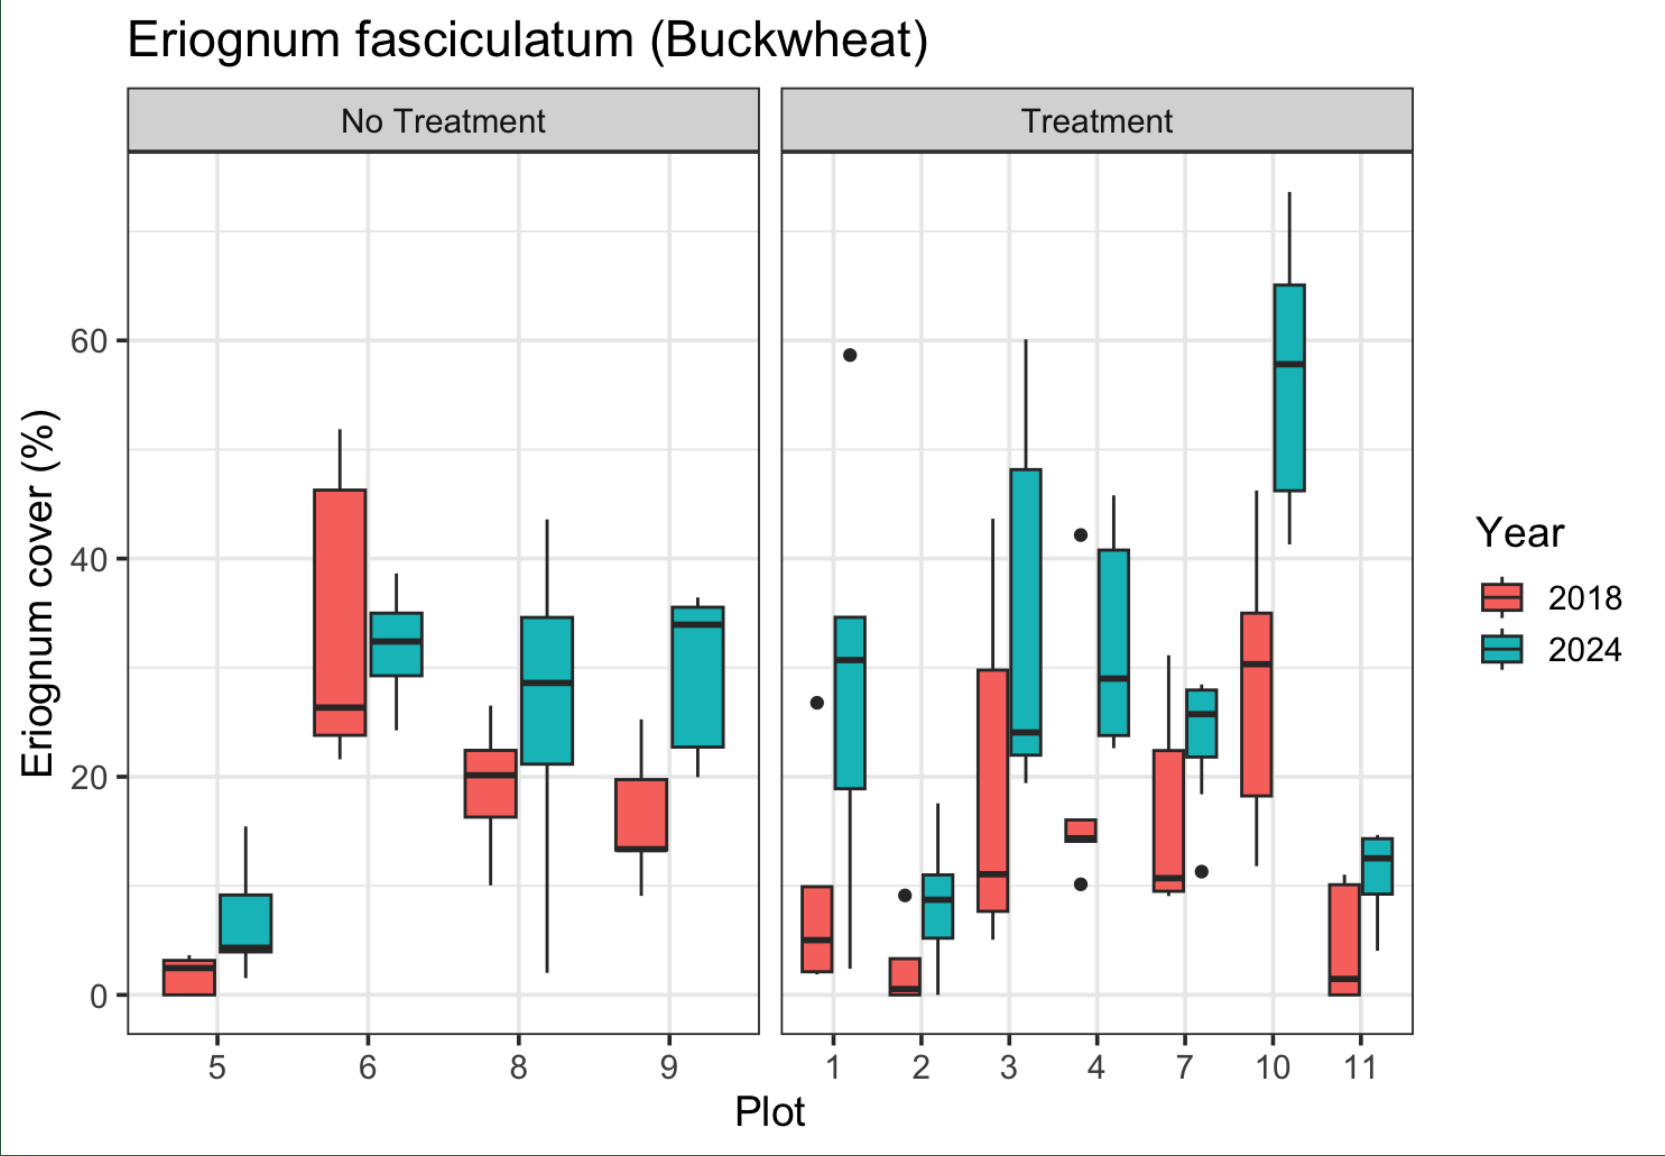 Eriognum fasciculatum (Buckwheat)
No Treatment
Treatment
Eriognum cover (%)
60
40
20
0
5 6 8 9
1 2 3 4 7 10 11
Plot
Year
2018
2024